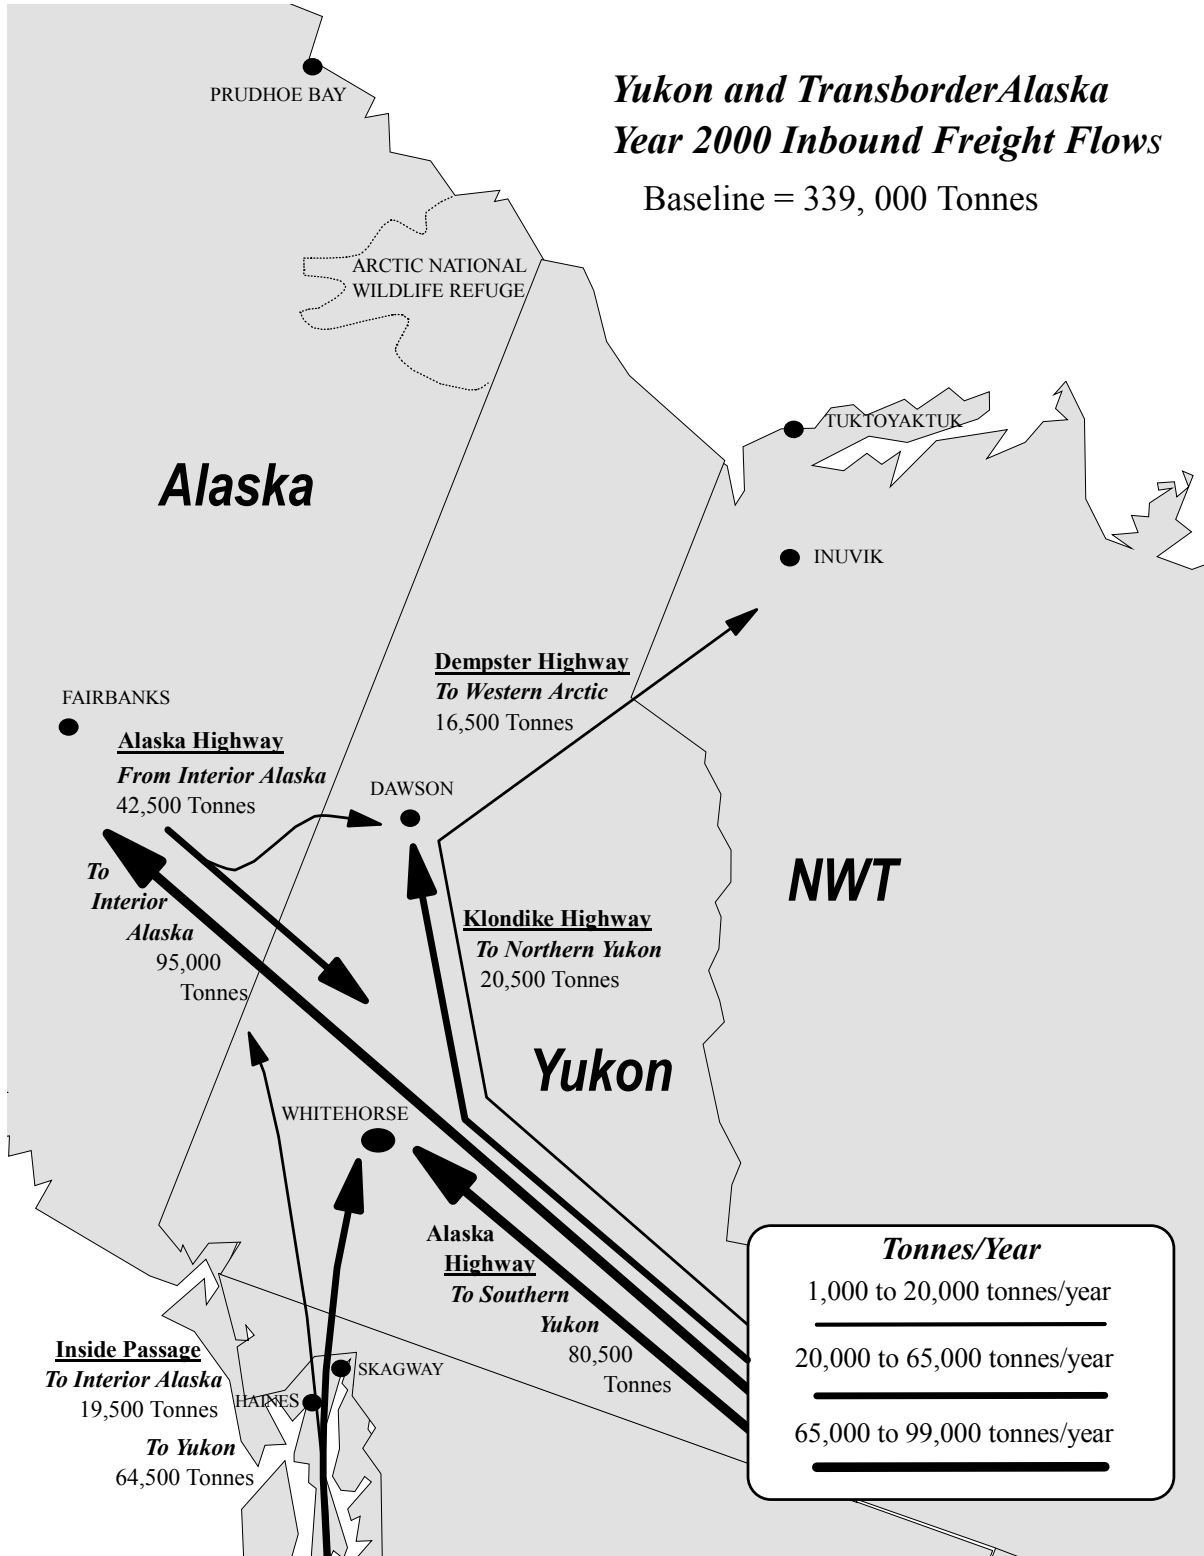 Yukon and TransborderAlaska
Year 2000 Inbound Freight Flows
Baseline = 339, 000 Tonnes
PRUDHOE BAY
ARCTIC NATIONAL
WILDLIFE REFUGE
TUKTOYAKTUK
Alaska
INUVIK
Dempster Highway
To Western Arctic
16,500 Tonnes
FAIRBANKS
Alaska Highway
From Interior Alaska
42,500 Tonnes
DAWSON
To
Interior
Alaska
95,000
Tonnes
NWT
Klondike Highway
To Northern Yukon
20,500 Tonnes
Yukon
WHITEHORSE
Alaska
Highway
To Southern
Yukon
80,500
Tonnes
Inside Passage
To Interior Alaska
19,500 Tonnes
To Yukon
64,500 Tonnes
SKAGWAY
HAINES
Tonnes/Year
1,000 to 20,000 tonnes/year
20,000 to 65,000 tonnes/year
65,000 to 99,000 tonnes/year